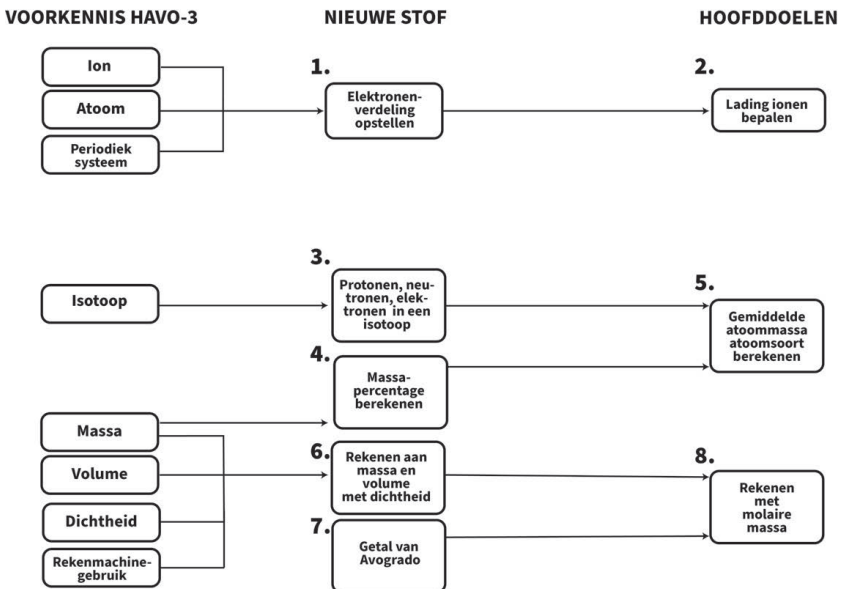 VOORKENNIS HAVO-3
NIEUWE STOF
HOOFDDOELEN
Ion
Atoom
Periodiek
systeem
1.
Elektronen-
verdeling
opstellen
2.
Lading ionen
bepalen
Isotoop
3.
Protonen, neu-
tronen, elek-
tronen in een
isotoop
4.
Massa-
percentage
berekenen
5.
Gemiddelde
atoommassa
atoomsoort
berekenen
Massa
Volume
Dichtheid
Rekenmachine-
gebruik
6.
Rekenen aan
massa en
volume
met dichtheid
7.
Getal van
Avogrado
8.
Rekenen
met
molaire
massa